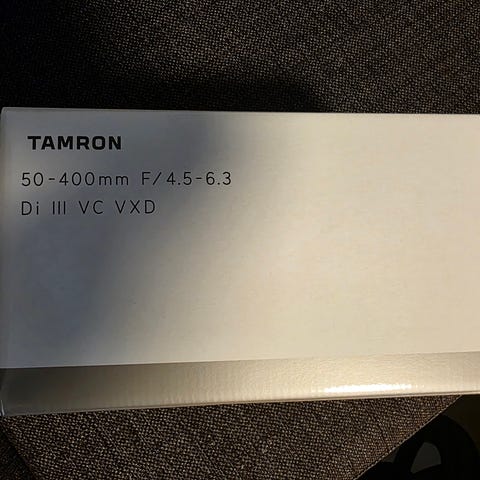 TAMRON
50-400mm F/4.5-6.3
Di III VC VXD